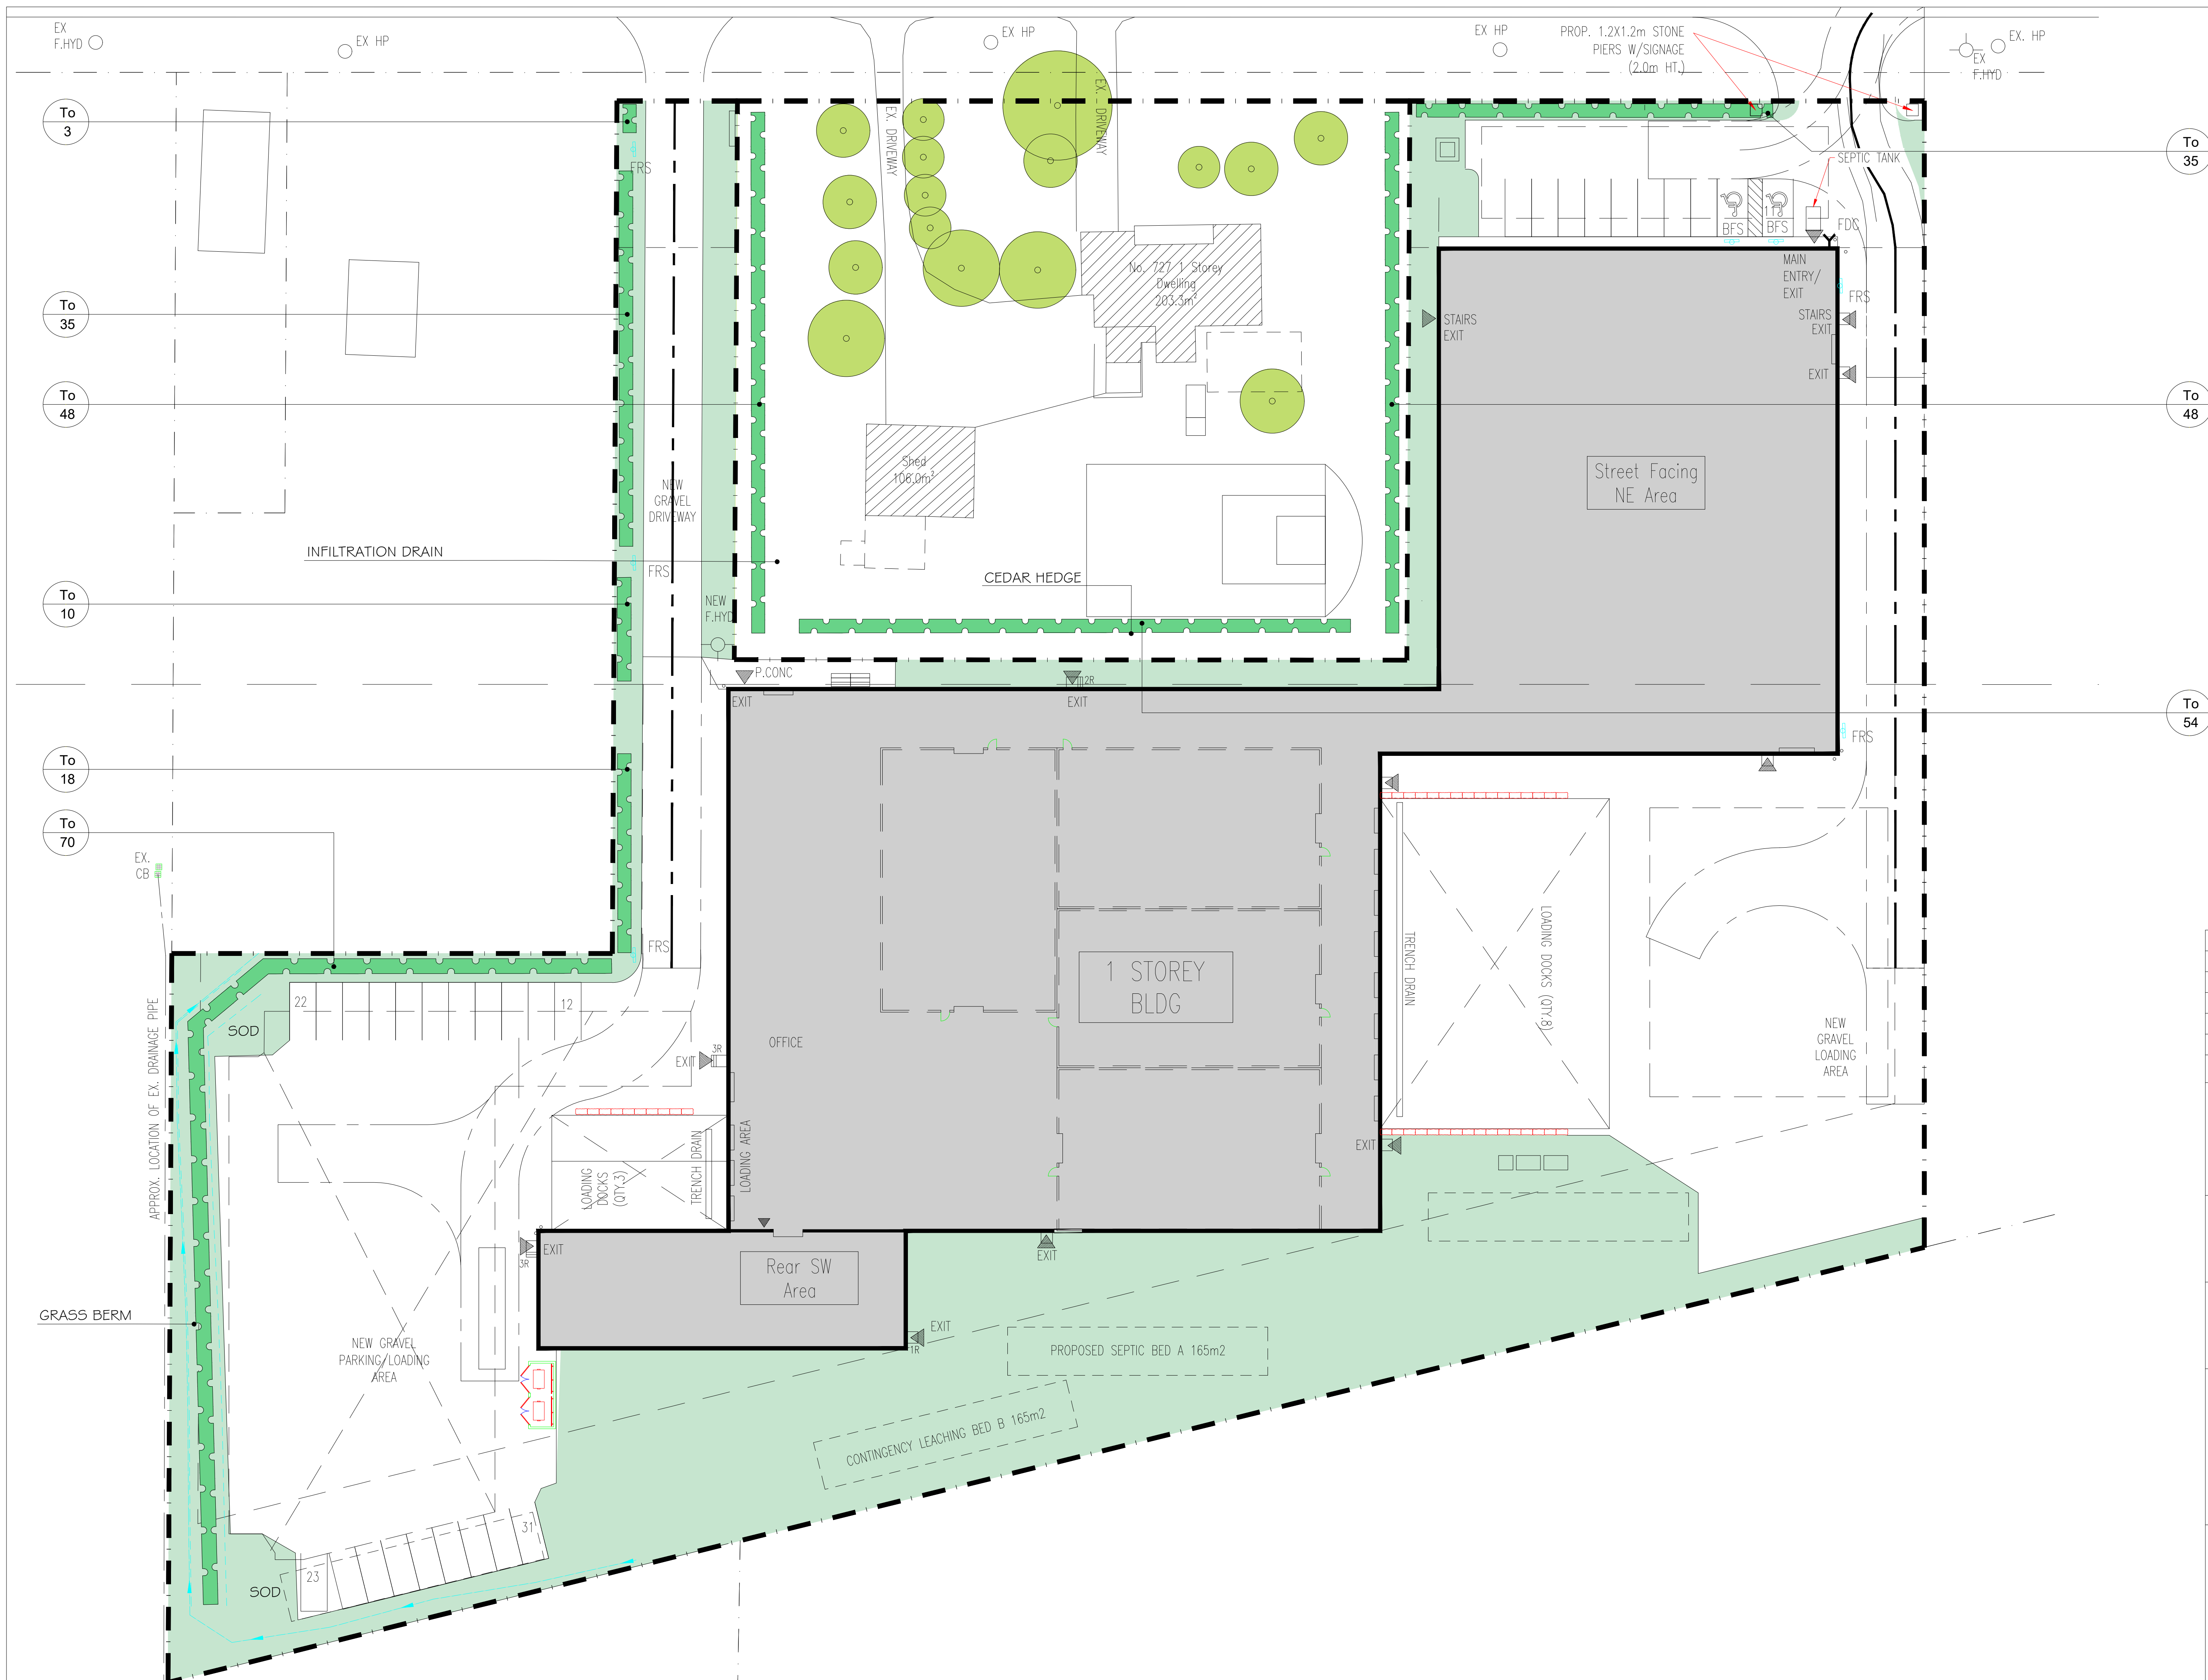 EX
F.HYD
EX HP
EX HP
EX HP
PROP. 1.2X1.2m STONE
PIERS W/SIGNAGE
(2.0m HT.)
EX. HP
EX
F.HYD
To
3
EX. DRIVEWAY
EX. DRIVEWAY
FRS
SEPTIC TANK
To
35
11
BFS
BFS
FDC
No. 727 1 Storey
Dwelling
203.3m²
MAIN
ENTRY/
EXIT
FRS
To
35
STAIRS
EXIT
STAIRS
EXIT
EXIT
To
48
To
48
Shed
106.0m²
Street Facing
NE Area
NEW
GRAVEL
DRIVEWAY
INFILTRATION DRAIN
FRS
CEDAR HEDGE
To
10
NEW
F.HYD
P.CONC
2R
EXIT
EXIT
To
54
FRS
To
18
To
70
EX.
CB
FRS
TRENCH DRAIN
LOADING DOCKS (QTY.8)
1 STOREY
BLDG
22
12
SOD
OFFICE
3R
EXIT
NEW
GRAVEL
LOADING
AREA
APPROX. LOCATION OF EX. DRAINAGE PIPE
LOADING
DOCKS
(QTY.3)
TRENCH DRAIN
LOADING AREA
EXIT
EXIT
3R
EXIT
Rear SW
Area
GRASS BERM
EXIT
1R
NEW GRAVEL
PARKING/LOADING
AREA
PROPOSED SEPTIC BED A 165m2
CONTINGENCY LEACHING BED B 165m2
31
23
SOD